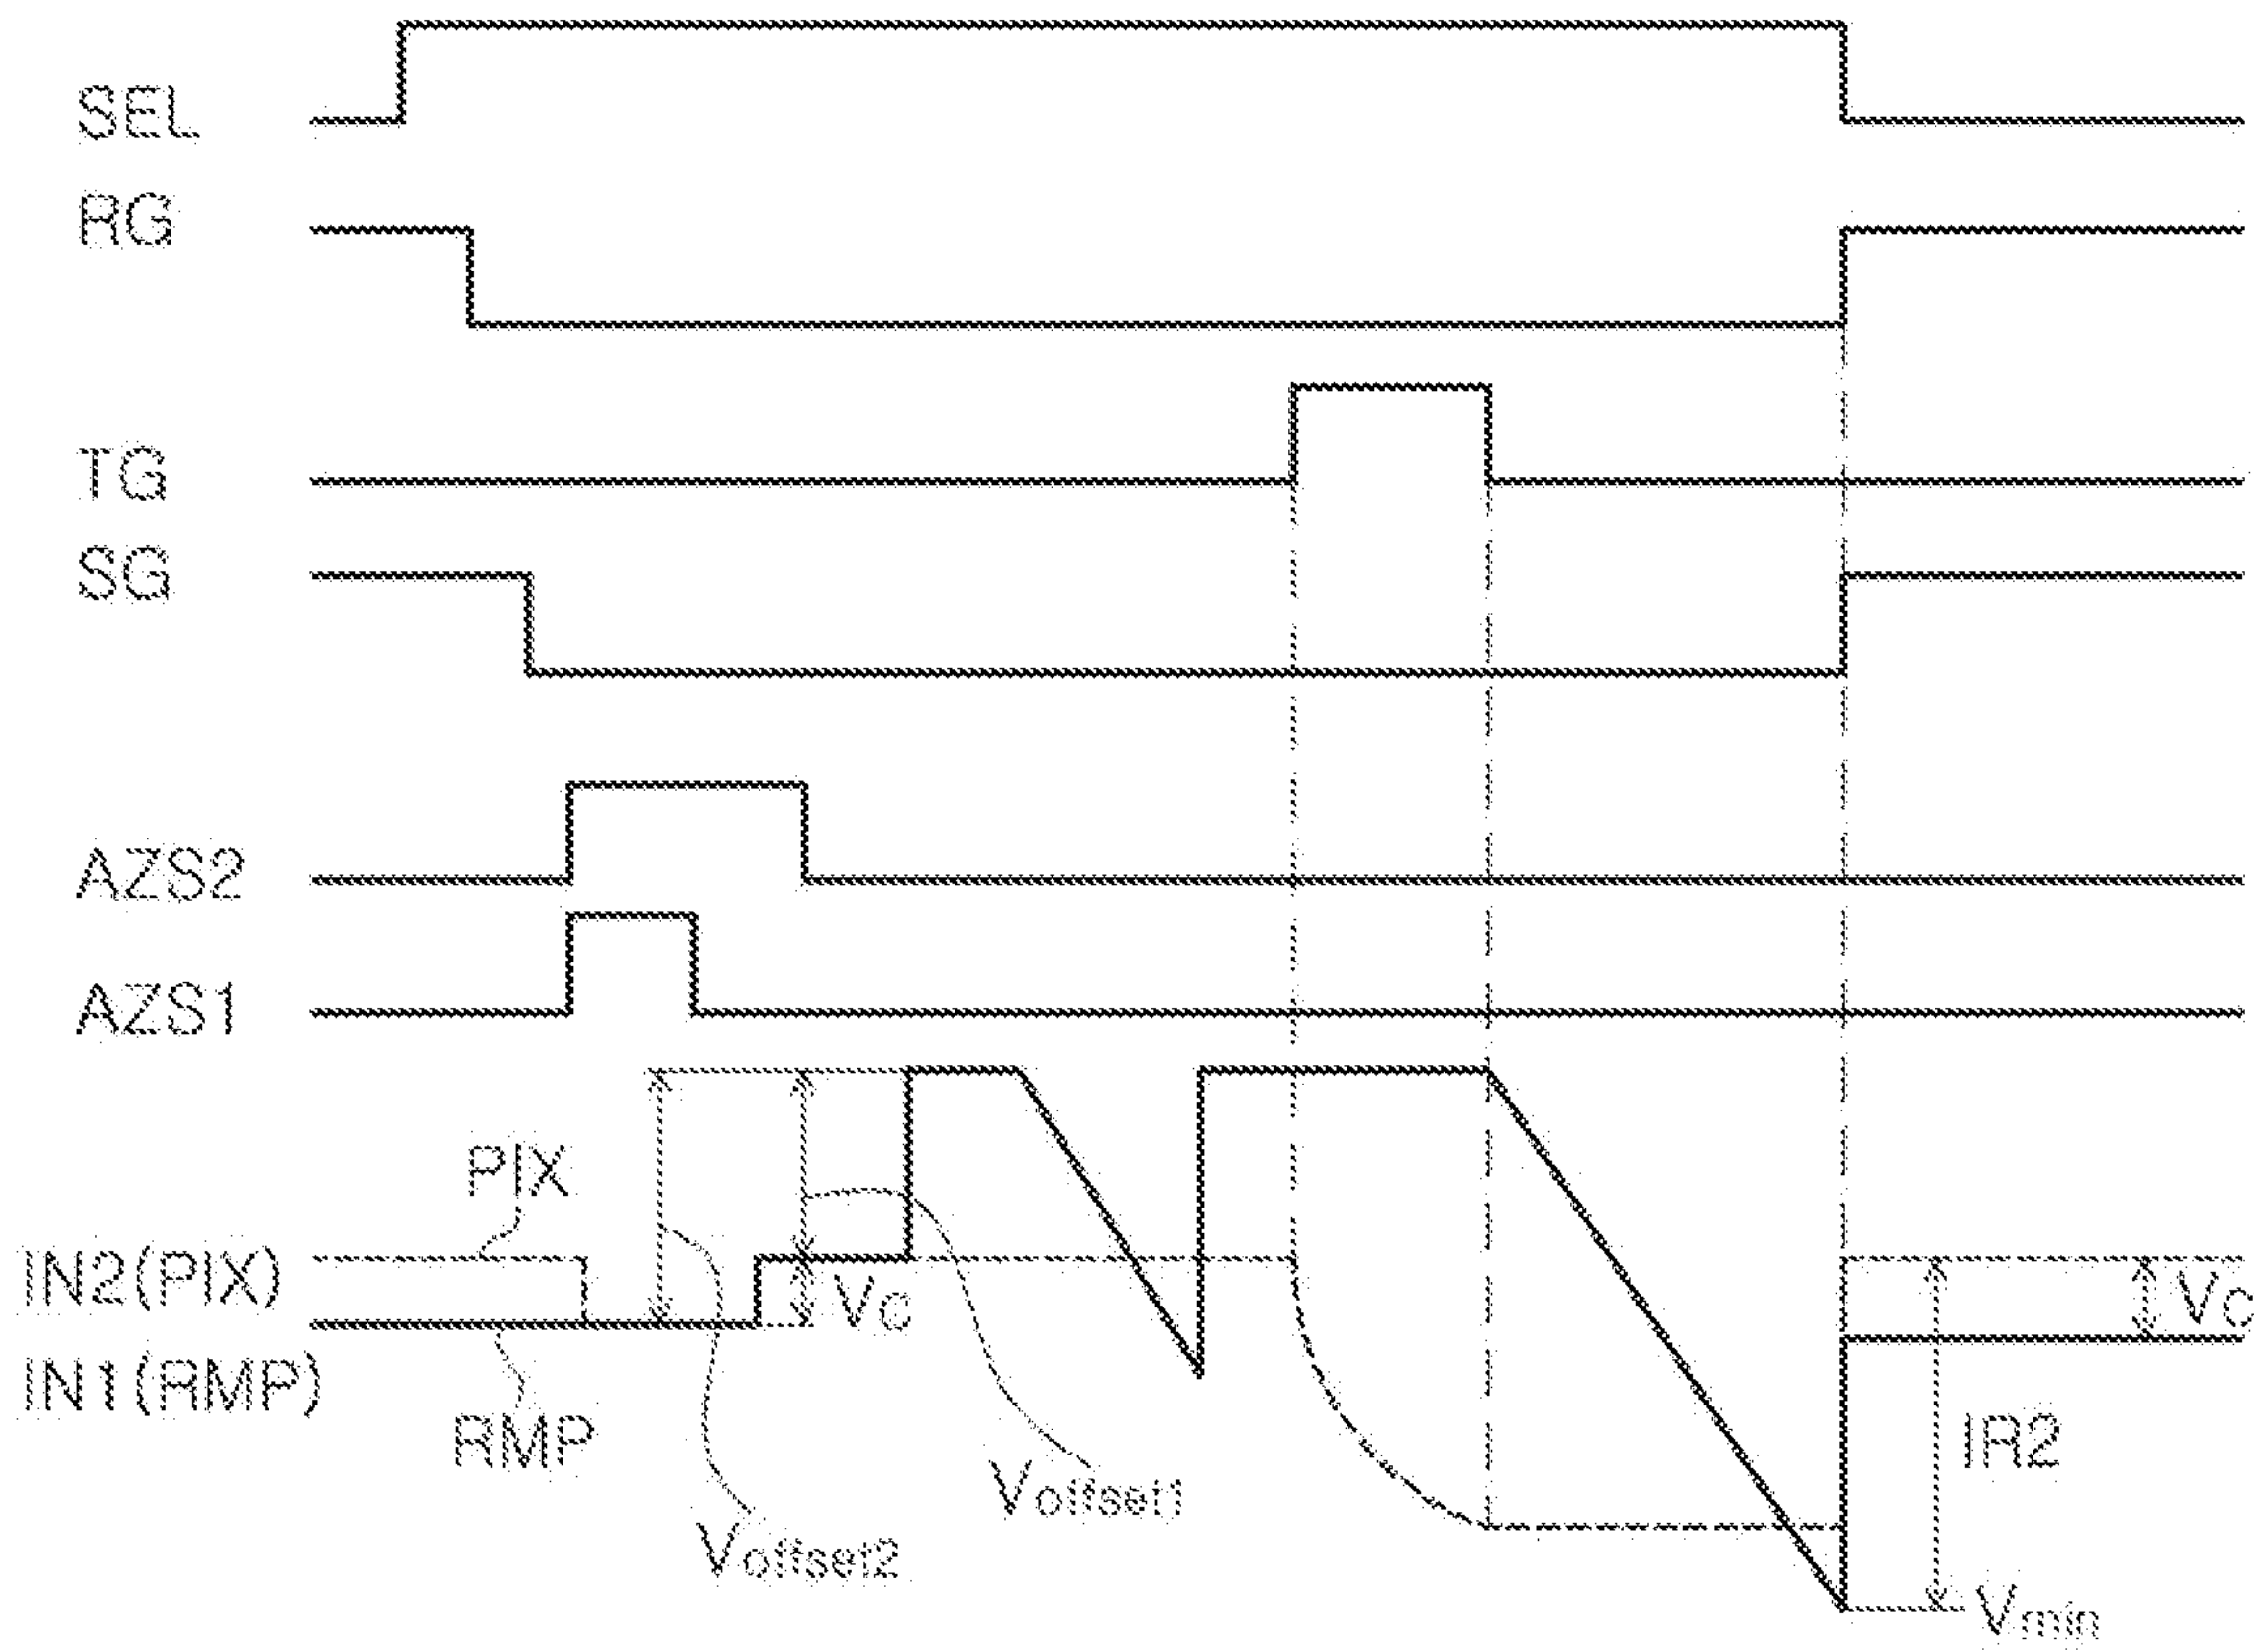 SEL
RG
TG
SG
AZS2
AZS1
PIX
IN2(PIX)
Vc
Vc
IN1(RMP)
RMP
IR2
Voffset1
Voffset2
Vmin